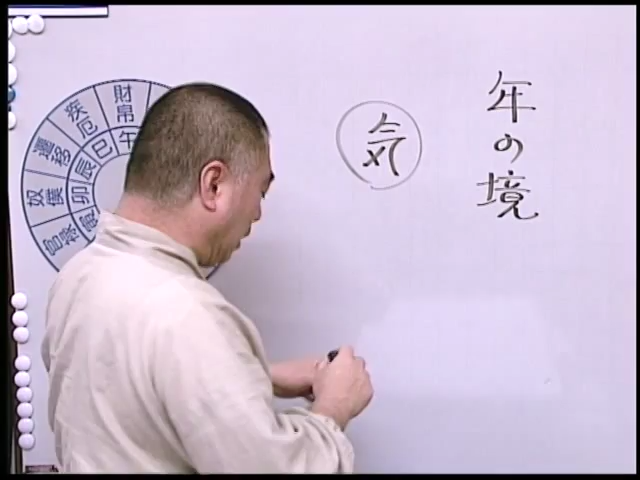 年の境
気
財帛
疾厄
遷移
奴僕
官禄
午
巳
辰
卯
寅